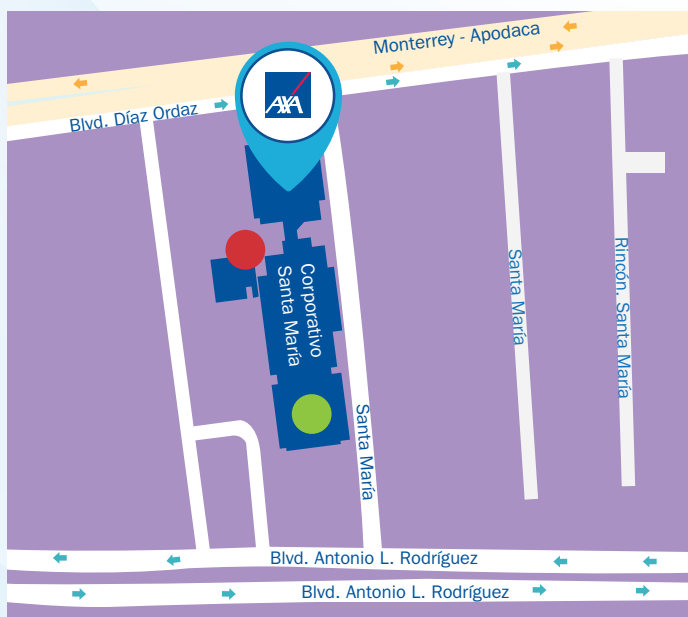 Monterrey - Apodaca
AXA
Blvd. Díaz Ordaz
Corporativo
Santa María
Santa María
Santa María
Rincón. Santa María
Blvd. Antonio L. Rodríguez
Blvd. Antonio L. Rodríguez